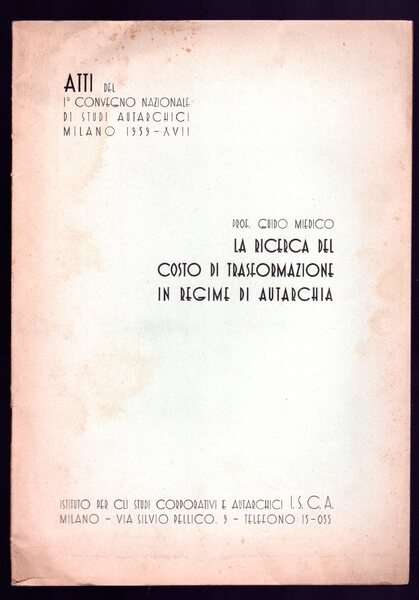 ATTI DEL
I° CONVEGNO NAZIONALE
DI STUDI AUTARCHICI
MILANO 1939-XVII
PROF. GUIDO MIEDICO
LA RICERCA DEL
COSTO DI TRASFORMAZIONE
IN REGIME DI AUTARCHIA
ISTITUTO PER GLI STUDI CORPORATIVI E AUTARCHICI I.S.C.A.
MILANO - VIA SILVIO PELLICO, 9 - TELEFONO 15-055